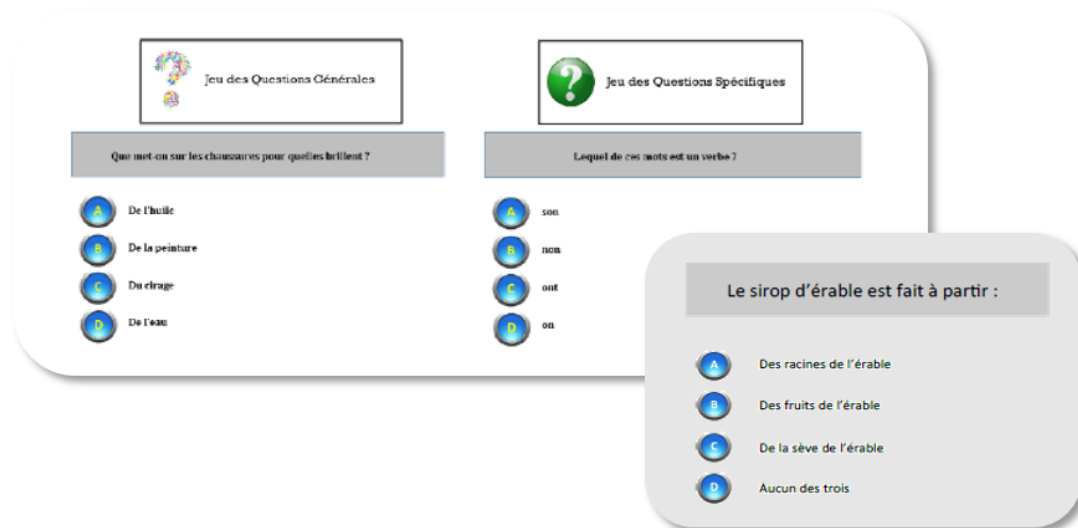 Jeu des Questions Générales
Que met-on sur les chaussures pour quelles brillent ?
A De l'huile
B De la peinture
C Du cirage
D De l'eau
Jeu des Questions Spécifiques
Lequel de ces mots est un verbe ?
A son
B non
C ont
D on
Le sirop d'érable est fait à partir :
A Des racines de l'érable
B Des fruits de l'érable
C De la sève de l'érable
D Aucun des trois